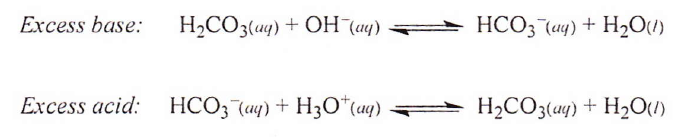 Excess base: H₂CO₃(aq) + OH⁻(aq) ⇌ HCO₃⁻(aq) + H₂O(l)
Excess acid: HCO₃⁻(aq) + H₃O⁺(aq) ⇌ H₂CO₃(aq) + H₂O(l)